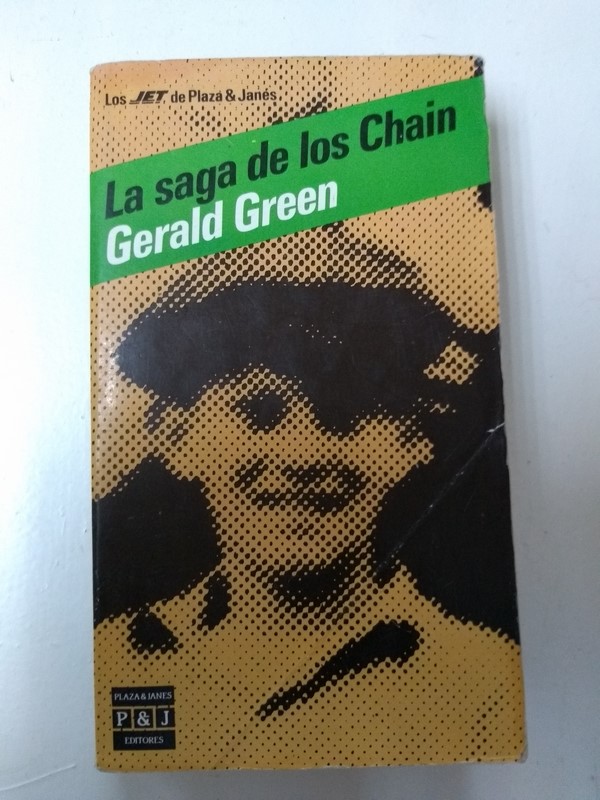 Los JET de Plaza & Janés
La saga de los Chain
Gerald Green
PLAZA & JANES
P & J
EDITORES